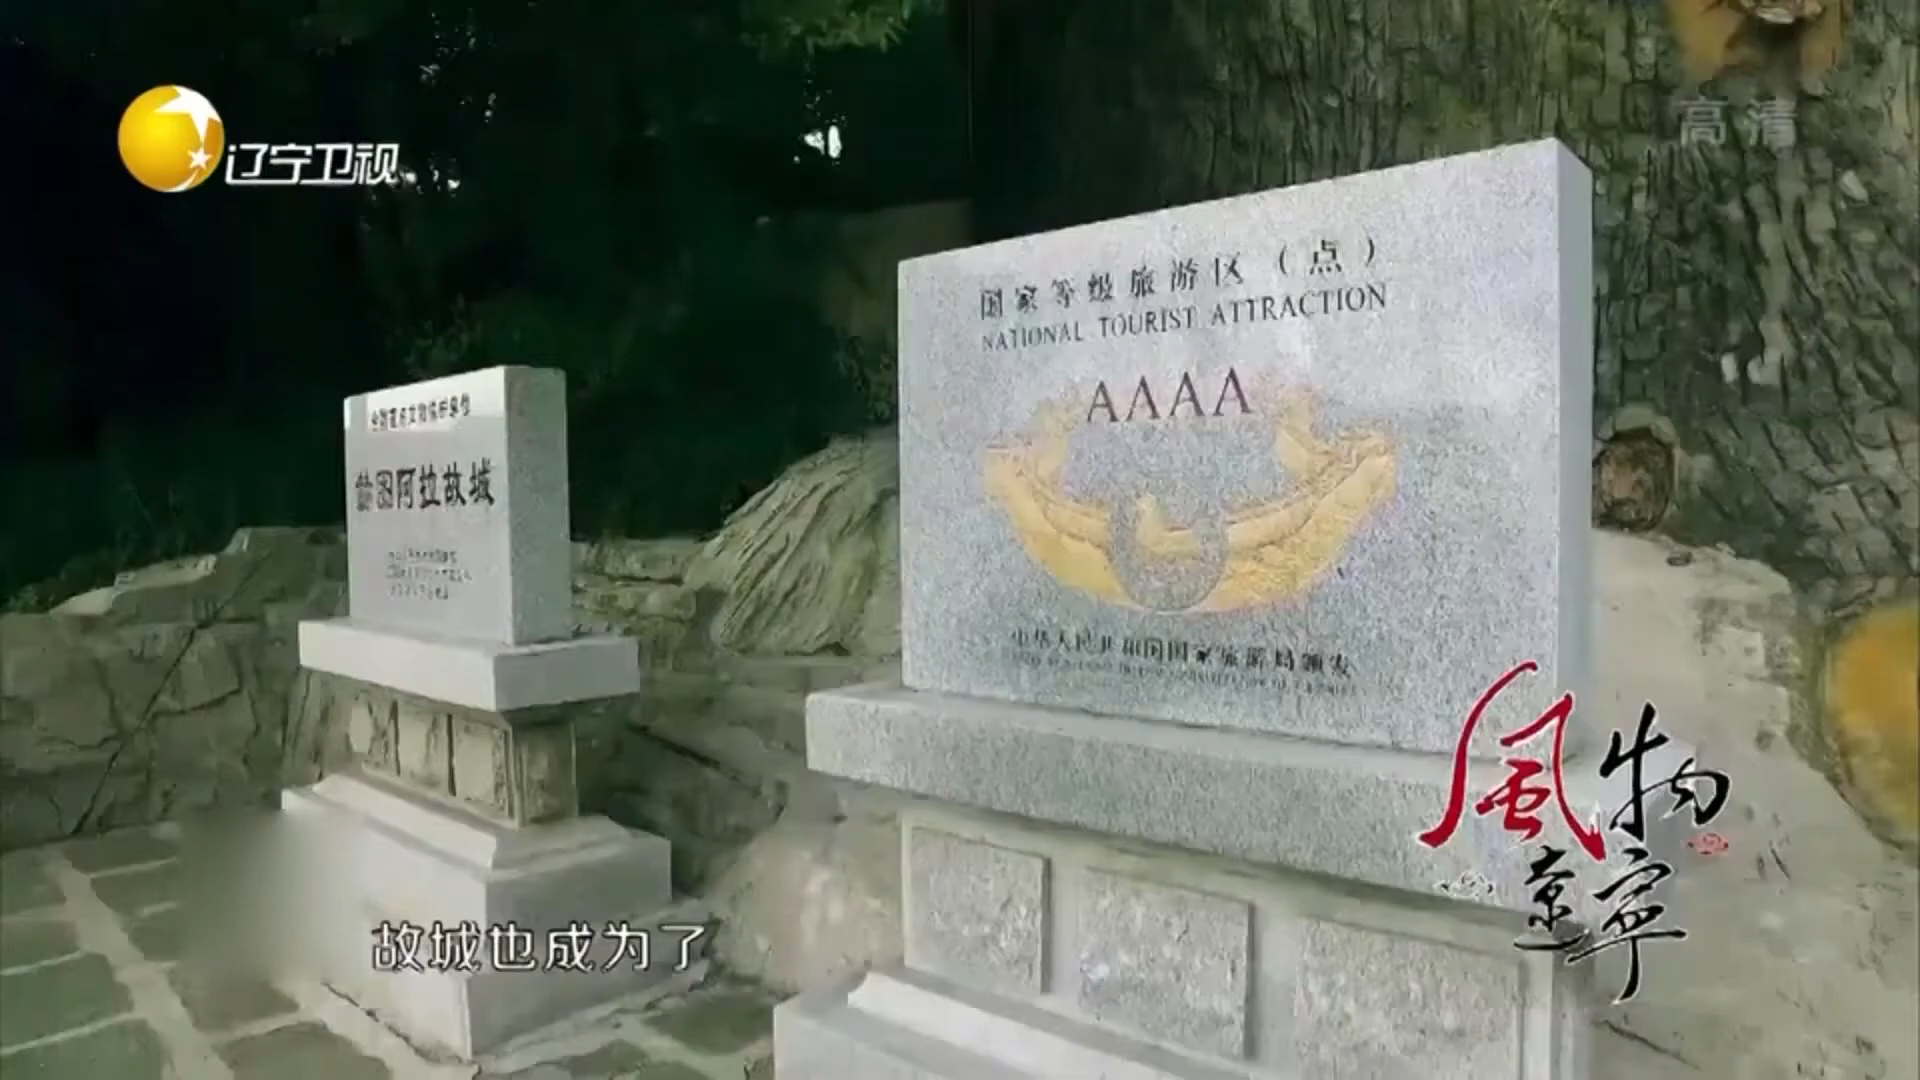 辽宁卫视
高清
国家等级旅游区（点）
NATIONAL TOURIST ATTRACTION
AAAA
中华人民共和国国家旅游局颁发
全国重点文物保护单位
赫图阿拉故城
風物
遼寧
故城也成为了